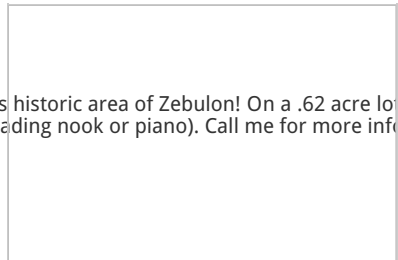 historic area of Zebulon! On a .62 acre
nook or piano). Call me for more